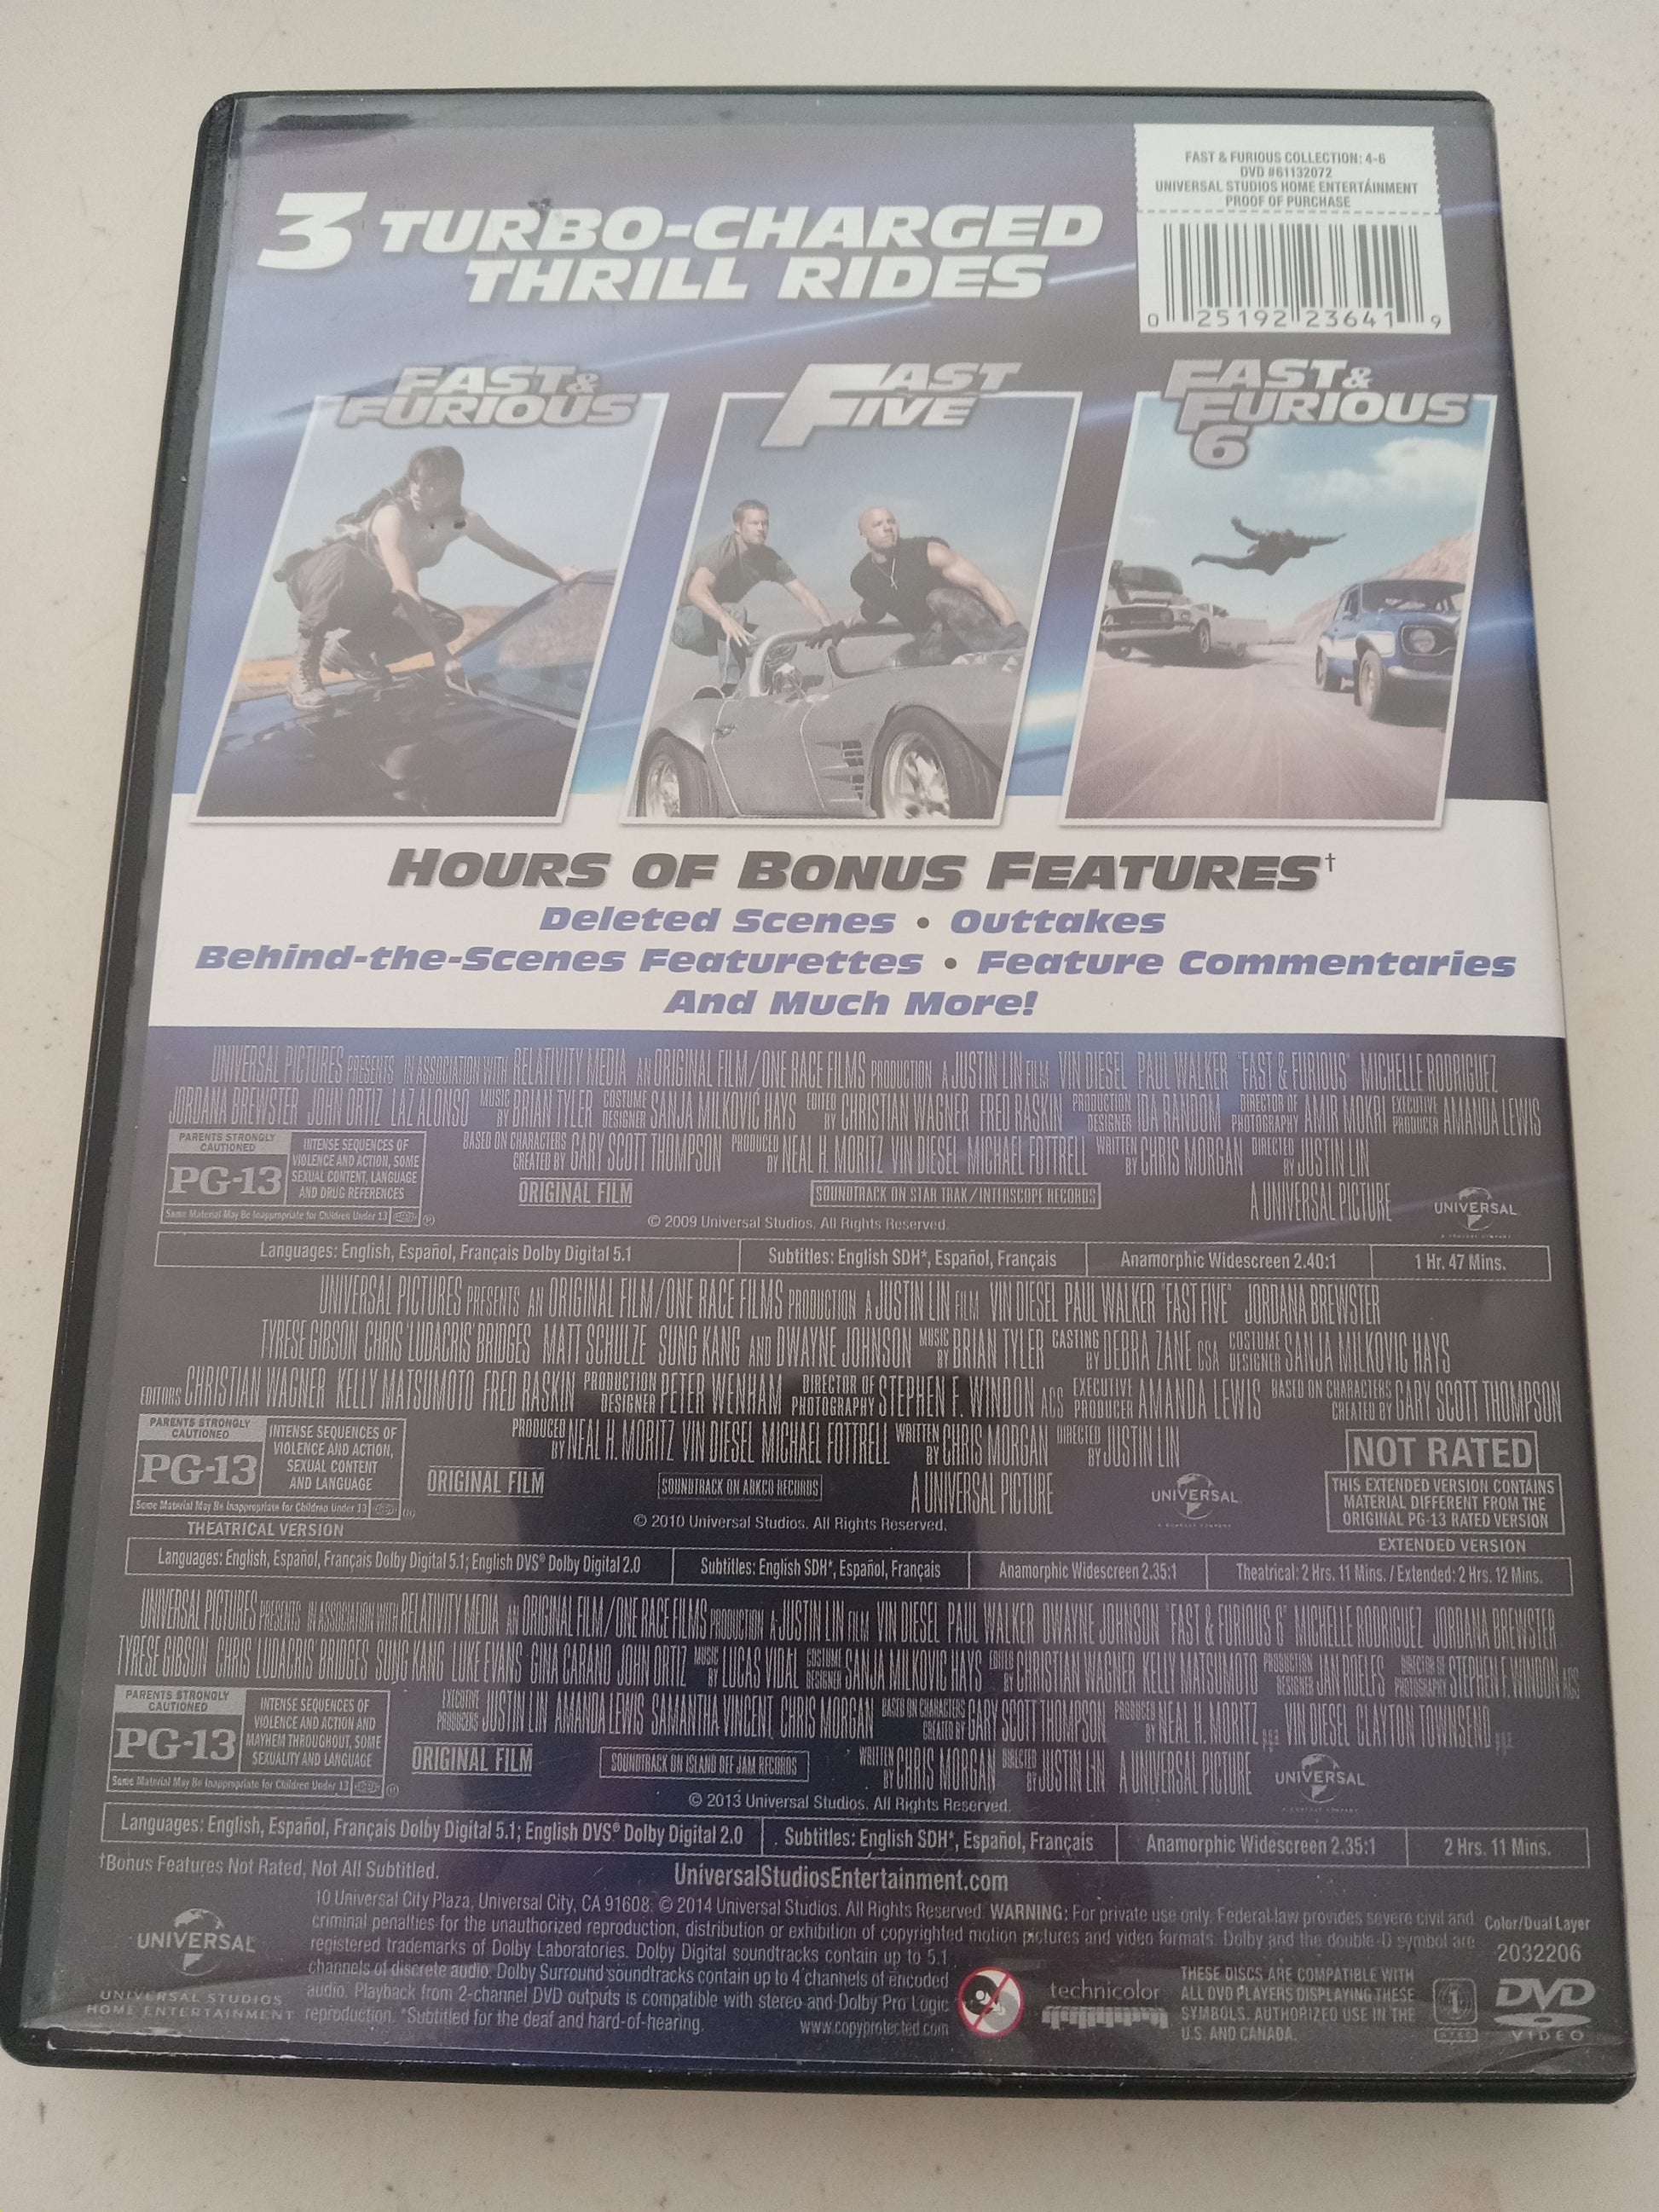 FAST & FURIOUS COLLECTION: 4-6
DVD #61132072
UNIVERSAL STUDIOS HOME ENTERTAINMENT
PROOF OF PURCHASE
0 25192 23641 9
3 TURBO-CHARGED
THRILL RIDES
FAST &
FURIOUS
FAST
FIVE
FAST &
FURIOUS
6
HOURS OF BONUS FEATURES†
Deleted Scenes • Outtakes
Behind-the-Scenes Featurettes • Feature Commentaries
And Much More!
UNIVERSAL PICTURES PRESENTS IN ASSOCIATION WITH RELATIVITY MEDIA AN ORIGINAL FILM/ONE RACE FILMS PRODUCTION A JUSTIN LIN FILM VIN DIESEL PAUL WALKER "FAST & FURIOUS" MICHELLE RODRIGUEZ
JORDANA BREWSTER JOHN ORTIZ LAZ ALONSO MUSIC BY BRIAN TYLER COSTUME DESIGNER SANJA MILKOVIC HAYS EDITED BY CHRISTIAN WAGNER FRED RASKIN PRODUCTION DESIGNER IDA RANDOM DIRECTOR OF PHOTOGRAPHY AMIR MOKRI EXECUTIVE PRODUCER AMANDA LEWIS
BASED ON CHARACTERS CREATED BY GARY SCOTT THOMPSON PRODUCED BY NEAL H. MORITZ VIN DIESEL MICHAEL FOTTRELL WRITTEN BY CHRIS MORGAN DIRECTED BY JUSTIN LIN
PARENTS STRONGLY CAUTIONED
PG-13
INTENSE SEQUENCES OF
VIOLENCE AND ACTION, SOME
SEXUAL CONTENT, LANGUAGE
AND DRUG REFERENCES
Some Material May Be Inappropriate for Children Under 13
ORIGINAL FILM
SOUNDTRACK ON STAR TRAK/INTERSCOPE RECORDS
A UNIVERSAL PICTURE
UNIVERSAL
© 2009 Universal Studios. All Rights Reserved.
Languages: English, Español, Français Dolby Digital 5.1
Subtitles: English SDH*, Español, Français
Anamorphic Widescreen 2.40:1
1 Hr. 47 Mins.
UNIVERSAL PICTURES PRESENTS AN ORIGINAL FILM/ONE RACE FILMS PRODUCTION A JUSTIN LIN FILM VIN DIESEL PAUL WALKER "FAST FIVE" JORDANA BREWSTER
TYRESE GIBSON CHRIS 'LUDACRIS' BRIDGES MATT SCHULZE SUNG KANG AND DWAYNE JOHNSON MUSIC BY BRIAN TYLER CASTING BY DEBRA ZANE CSA COSTUME DESIGNER SANJA MILKOVIC HAYS
EDITORS CHRISTIAN WAGNER KELLY MATSUMOTO FRED RASKIN PRODUCTION DESIGNER PETER WENHAM DIRECTOR OF PHOTOGRAPHY STEPHEN F. WINDON ACS EXECUTIVE PRODUCER AMANDA LEWIS BASED ON CHARACTERS CREATED BY GARY SCOTT THOMPSON
PRODUCED BY NEAL H. MORITZ VIN DIESEL MICHAEL FOTTRELL WRITTEN BY CHRIS MORGAN DIRECTED BY JUSTIN LIN
PARENTS STRONGLY CAUTIONED
PG-13
INTENSE SEQUENCES OF
VIOLENCE AND ACTION,
SEXUAL CONTENT
AND LANGUAGE
Some Material May Be Inappropriate for Children Under 13
THEATRICAL VERSION
ORIGINAL FILM
SOUNDTRACK ON ABKCO RECORDS
A UNIVERSAL PICTURE
UNIVERSAL
© 2010 Universal Studios. All Rights Reserved.
NOT RATED
THIS EXTENDED VERSION CONTAINS
MATERIAL DIFFERENT FROM THE
ORIGINAL PG-13 RATED VERSION
EXTENDED VERSION
Languages: English, Español, Français Dolby Digital 5.1; English DVS® Dolby Digital 2.0
Subtitles: English SDH*, Español, Français
Anamorphic Widescreen 2.35:1
Theatrical: 2 Hrs. 11 Mins. / Extended: 2 Hrs. 12 Mins.
UNIVERSAL PICTURES PRESENTS IN ASSOCIATION WITH RELATIVITY MEDIA AN ORIGINAL FILM/ONE RACE FILMS PRODUCTION A JUSTIN LIN FILM VIN DIESEL PAUL WALKER DWAYNE JOHNSON "FAST & FURIOUS 6" MICHELLE RODRIGUEZ JORDANA BREWSTER
TYRESE GIBSON CHRIS LUDACRIS BRIDGES SUNG KANG LUKE EVANS GINA CARANO JOHN ORTIZ MUSIC BY LUCAS VIDAL COSTUME DESIGNER SANJA MILKOVIC HAYS EDITED BY CHRISTIAN WAGNER KELLY MATSUMOTO PRODUCTION DESIGNER JAN ROELFS DIRECTOR OF PHOTOGRAPHY STEPHEN F. WINDON ACS
EXECUTIVE PRODUCERS JUSTIN LIN AMANDA LEWIS SAMANTHA VINCENT CHRIS MORGAN BASED ON CHARACTERS CREATED BY GARY SCOTT THOMPSON PRODUCED BY NEAL H. MORITZ p.g.a. VIN DIESEL CLAYTON TOWNSEND p.g.a.
WRITTEN BY CHRIS MORGAN DIRECTED BY JUSTIN LIN A UNIVERSAL PICTURE
PARENTS STRONGLY CAUTIONED
PG-13
INTENSE SEQUENCES OF
VIOLENCE AND ACTION AND
MAYHEM THROUGHOUT, SOME
SEXUALITY AND LANGUAGE
Some Material May Be Inappropriate for Children Under 13
ORIGINAL FILM
SOUNDTRACK ON ISLAND DEF JAM RECORDS
UNIVERSAL
© 2013 Universal Studios. All Rights Reserved.
Languages: English, Español, Français Dolby Digital 5.1; English DVS® Dolby Digital 2.0
Subtitles: English SDH*, Español, Français
Anamorphic Widescreen 2.35:1
2 Hrs. 11 Mins.
†Bonus Features Not Rated, Not All Subtitled.
UniversalStudiosEntertainment.com
10 Universal City Plaza, Universal City, CA 91608. © 2014 Universal Studios. All Rights Reserved. WARNING: For private use only. Federal law provides severe civil and
criminal penalties for the unauthorized reproduction, distribution or exhibition of copyrighted motion pictures and video formats. Dolby and the double-D symbol are
registered trademarks of Dolby Laboratories. Dolby Digital soundtracks contain up to 5.1
channels of discrete audio. Dolby Surround soundtracks contain up to 4 channels of encoded
audio. Playback from 2-channel DVD outputs is compatible with stereo and Dolby Pro Logic
reproduction. *Subtitled for the deaf and hard-of-hearing.
www.copyprotected.com
UNIVERSAL
UNIVERSAL STUDIOS
HOME ENTERTAINMENT
technicolor
THESE DISCS ARE COMPATIBLE WITH
ALL DVD PLAYERS DISPLAYING THESE
SYMBOLS. AUTHORIZED USE IN THE
U.S. AND CANADA.
Color/Dual Layer
2032206
1
NTSC
DVD
VIDEO